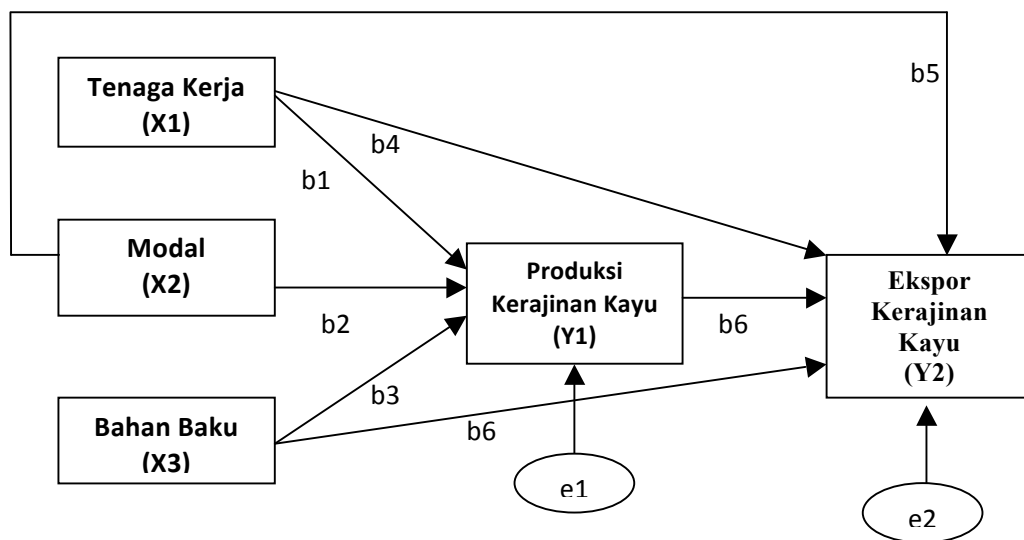 b5
Tenaga Kerja
(X1)
b4
b1
Modal
(X2)
b2
Produksi
Kerajinan Kayu
(Y1)
b6
Ekspor
Kerajinan
Kayu
(Y2)
b3
Bahan Baku
(X3)
b6
e1
e2